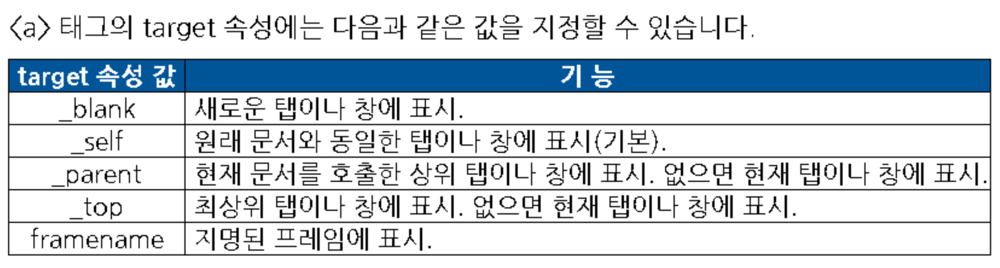 〈a〉 태그의 target 속성에는 다음과 같은 값을 지정할 수 있습니다.
target 속성 값 기 능
_blank 새로운 탭이나 창에 표시.
_self 원래 문서와 동일한 탭이나 창에 표시(기본).
_parent 현재 문서를 호출한 상위 탭이나 창에 표시. 없으면 현재 탭이나 창에 표시.
_top 최상위 탭이나 창에 표시. 없으면 현재 탭이나 창에 표시.
framename 지명된 프레임에 표시.